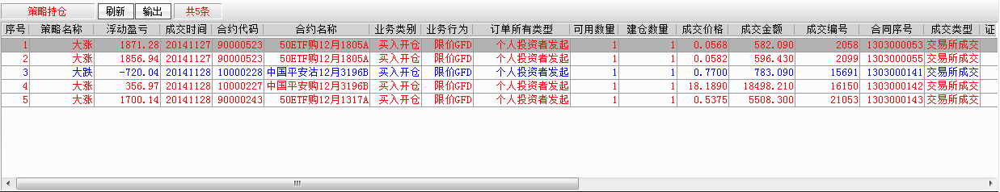 策略持仓 刷新 输出 共5条
序号 策略名称 浮动盈亏 成交时间 合约代码 合约名称 业务类别 业务行为 订单所有类型 可用数量 建仓数量 成交价格 成交金额 成交编号 合同序号 成交类型 证
1 大涨 1871.28 20141127 90000523 50ETF购12月1805A 买入开仓 限价GFD 个人投资者发起 1 1 0.0568 582.090 2058 1303000053 交易所成交
2 大涨 1856.94 20141127 90000523 50ETF购12月1805A 买入开仓 限价GFD 个人投资者发起 1 1 0.0582 596.430 2099 1303000055 交易所成交
3 大跌 -720.04 20141128 10000228 中国平安沽12月3196B 买入开仓 限价GFD 个人投资者发起 1 1 0.7700 783.090 15691 1303000141 交易所成交
4 大涨 356.97 20141128 10000227 中国平安购12月3196B 买入开仓 限价GFD 个人投资者发起 1 1 18.1890 18498.210 16150 1303000142 交易所成交
5 大涨 1700.14 20141128 90000243 50ETF购12月1317A 买入开仓 限价GFD 个人投资者发起 1 1 0.5375 5508.300 21053 1303000143 交易所成交